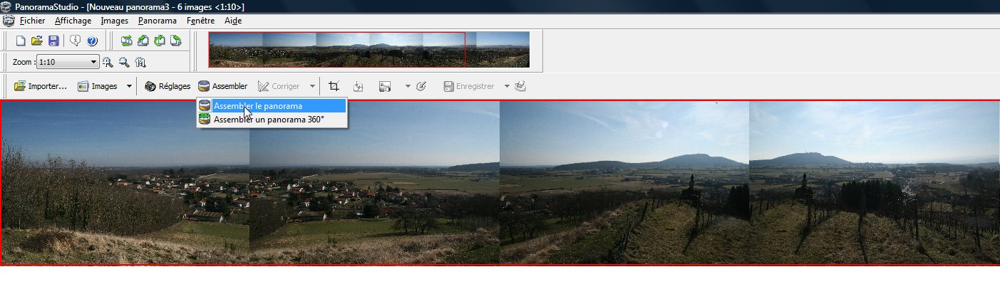 PanoramaStudio - [Nouveau panorama3 - 6 images <1:10>]
Fichier Affichage Images Panorama Fenêtre Aide
Zoom : 1:10
Importer... Images Réglages Assembler Corriger Enregistrer
Assembler le panorama
Assembler un panorama 360°